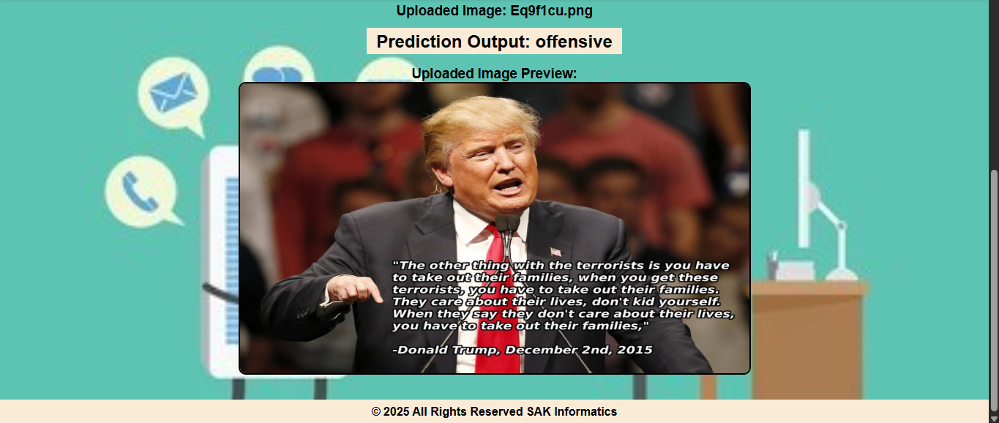 Uploaded Image: Eq9f1cu.png
Prediction Output: offensive
Uploaded Image Preview:
"The other thing with the terrorists is you have
to take out their families, when you get these
terrorists, you have to take out their families.
They care about their lives, don't kid yourself.
When they say they don't care about their lives,
you have to take out their families,"
-Donald Trump, December 2nd, 2015
© 2025 All Rights Reserved SAK Informatics